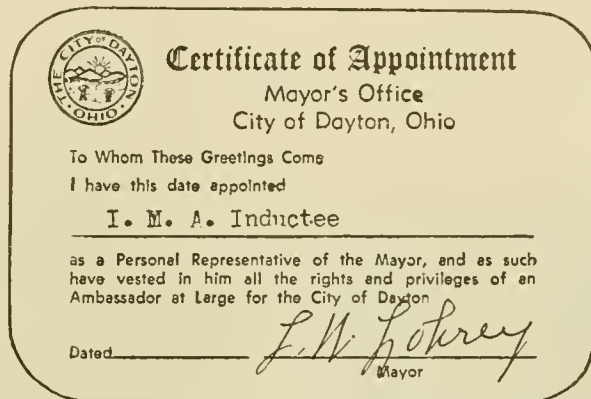 THE CITY OF DAYTON, OHIO
Certificate of Appointment
Mayor's Office
City of Dayton, Ohio
To Whom These Greetings Come
I have this date appointed
I. M. A. Inductee
as a Personal Representative of the Mayor, and as such
have vested in him all the rights and privileges of an
Ambassador at Large for the City of Dayton
Dated L. W. Lohrey
Mayor